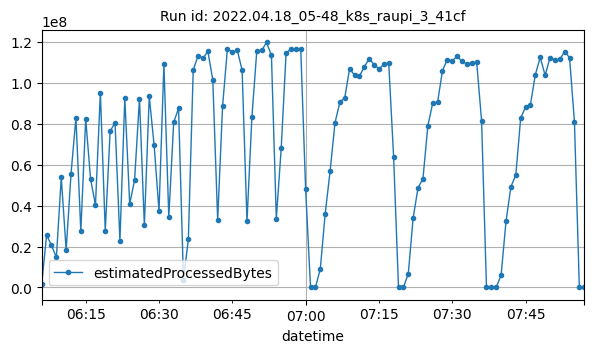 Run id: 2022.04.18_05-48_k8s_raupi_3_41cf
1e8
1.2
1.0
0.8
0.6
0.4
0.2
0.0
estimatedProcessedBytes
06:15 06:30 06:45 07:00 07:15 07:30 07:45
datetime